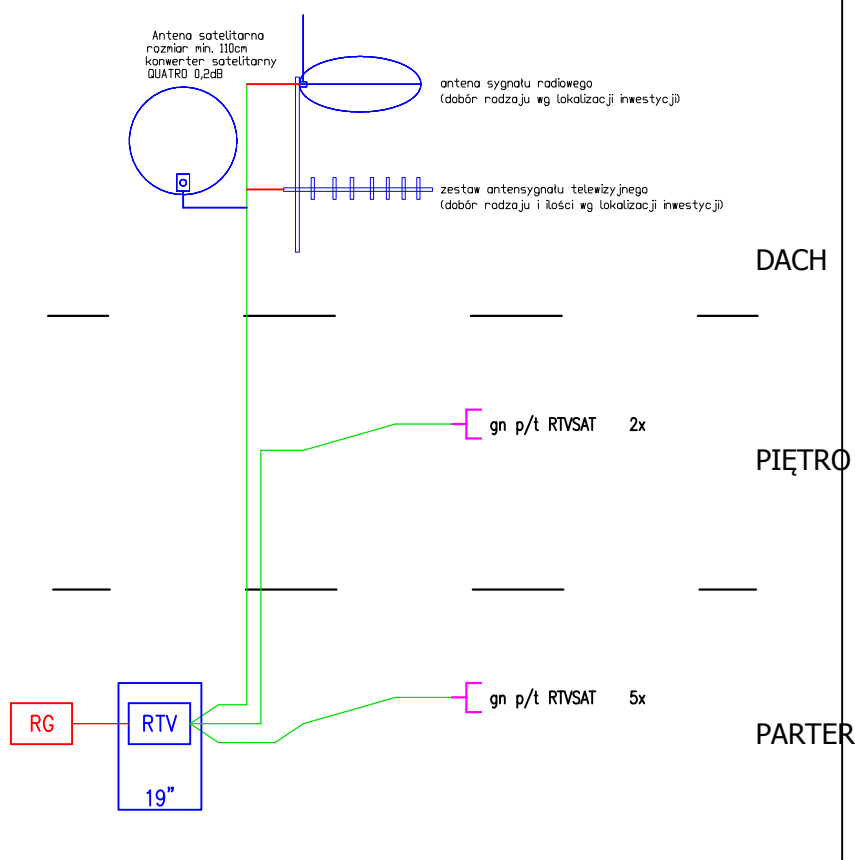 Antena satelitarna
rozmiar min. 110cm
konwerter satelitarny
QUATRO 0,2dB
antena sygnału radiowego
(dobór rodzaju wg lokalizacji inwestycji)
zestaw antensygnału telewizyjnego
(dobór rodzaju i ilości wg lokalizacji inwestycji)
DACH
gn p/t RTVSAT 2x
PIĘTRO
gn p/t RTVSAT 5x
RG
RTV
PARTER
19”